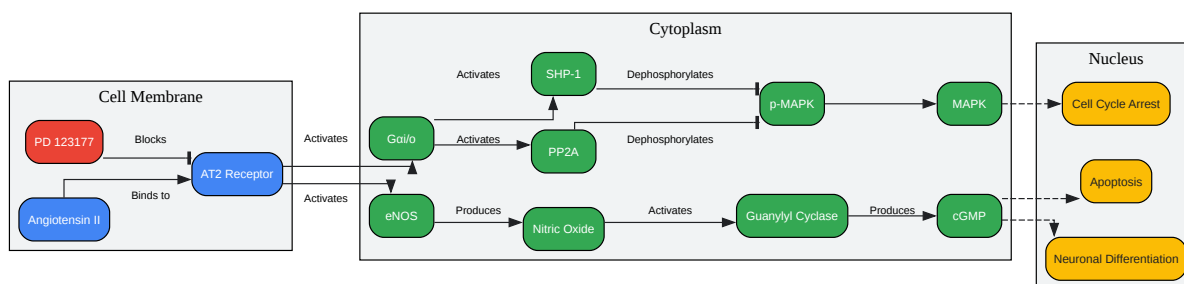 Cell Membrane
PD 123177
Blocks
AT2 Receptor
Binds to
Angiotensin II
Activates
Activates
Cytoplasm
SHP-1
Activates
Dephosphorylates
Gαi/o
Activates
PP2A
Dephosphorylates
p-MAPK
MAPK
eNOS
Produces
Nitric Oxide
Activates
Guanylyl Cyclase
Produces
cGMP
Nucleus
Cell Cycle Arrest
Apoptosis
Neuronal Differentiation